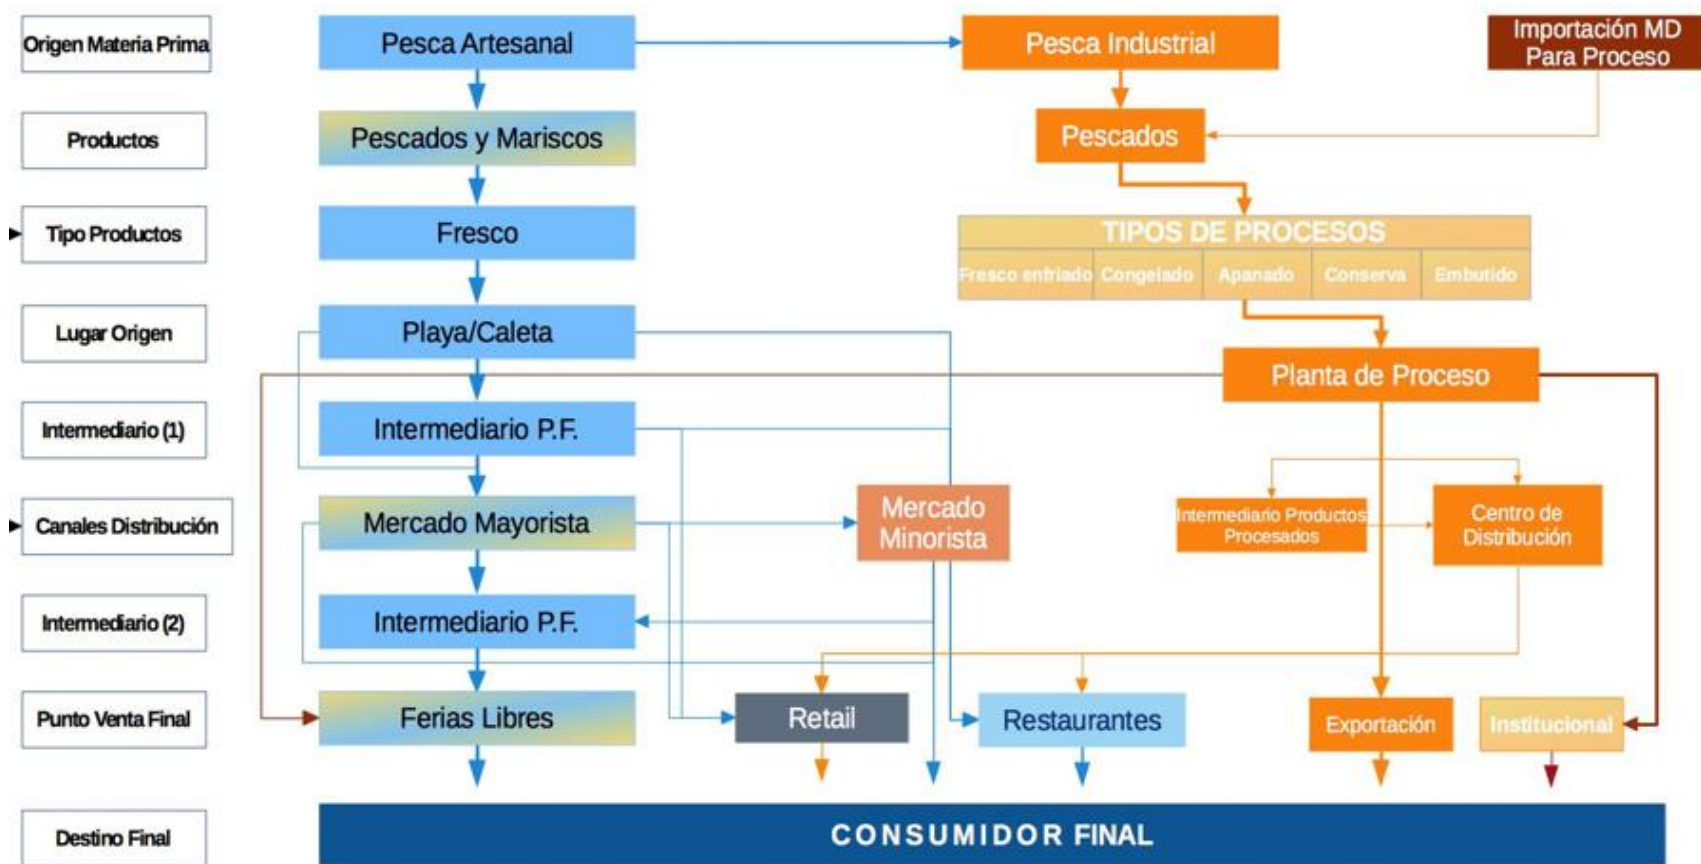 Origen Materia Prima
Pesca Artesanal
Pesca Industrial
Importación MD
Para Proceso
Productos
Pescados y Mariscos
Pescados
Tipo Productos
Fresco
TIPOS DE PROCESOS
Fresco enfriado
Congelado
Apanado
Conserva
Embutido
Lugar Origen
Playa/Caleta
Planta de Proceso
Intermediario (1)
Intermediario P.F.
Canales Distribución
Mercado Mayorista
Mercado
Minorista
Intermediario Productos
Procesados
Centro de
Distribución
Intermediario (2)
Intermediario P.F.
Punto Venta Final
Ferias Libres
Retail
Restaurantes
Exportación
Institucional
Destino Final
CONSUMIDOR FINAL